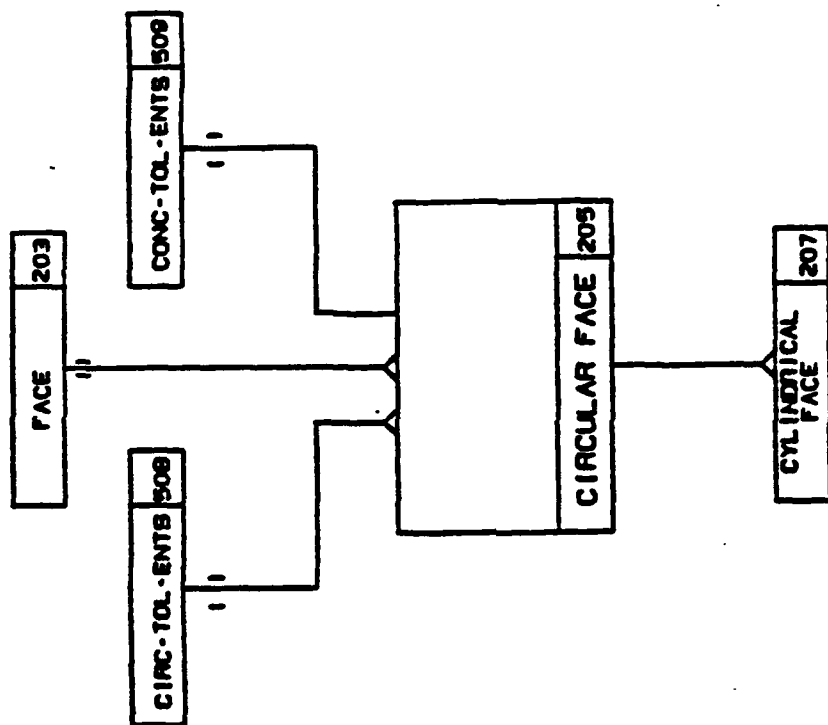 FACE 203
CIRC-TOL-ENTS 508
CONC-TOL-ENTS 509
CIRCULAR FACE 205
CYLINDRICAL
FACE
207